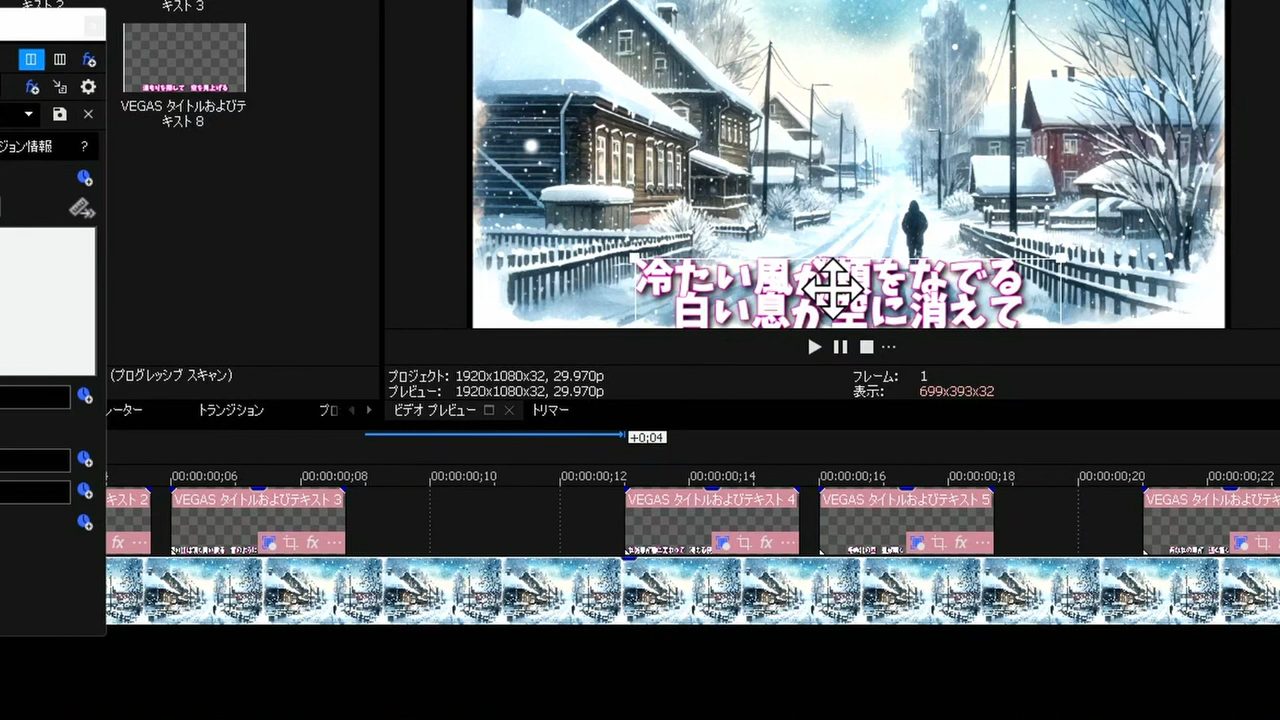 キスト 3
VEGAS タイトルおよびテ
キスト 8
ジョン情報
?
冷たい風が頬をなでる
白い息が空に消えて
(プログレッシブ スキャン)
プロジェクト: 1920x1080x32, 29.970p
フレーム: 1
プレビュー: 1920x1080x32, 29.970p
表示: 699x393x32
レーター
トランジション
プロ
ビデオ プレビュー
トリマー
+0;04
00:00:00;06
00:00:00;08
00:00:00;10
00:00:00;12
00:00:00;14
00:00:00;16
00:00:00;18
00:00:00;20
00:00:00;22
キスト 2
VEGAS タイトルおよびテキスト 3
VEGAS タイトルおよびテキスト 4
VEGAS タイトルおよびテキスト 5
VEGAS タイトルおよびテキ
fx
fx
fx
fx